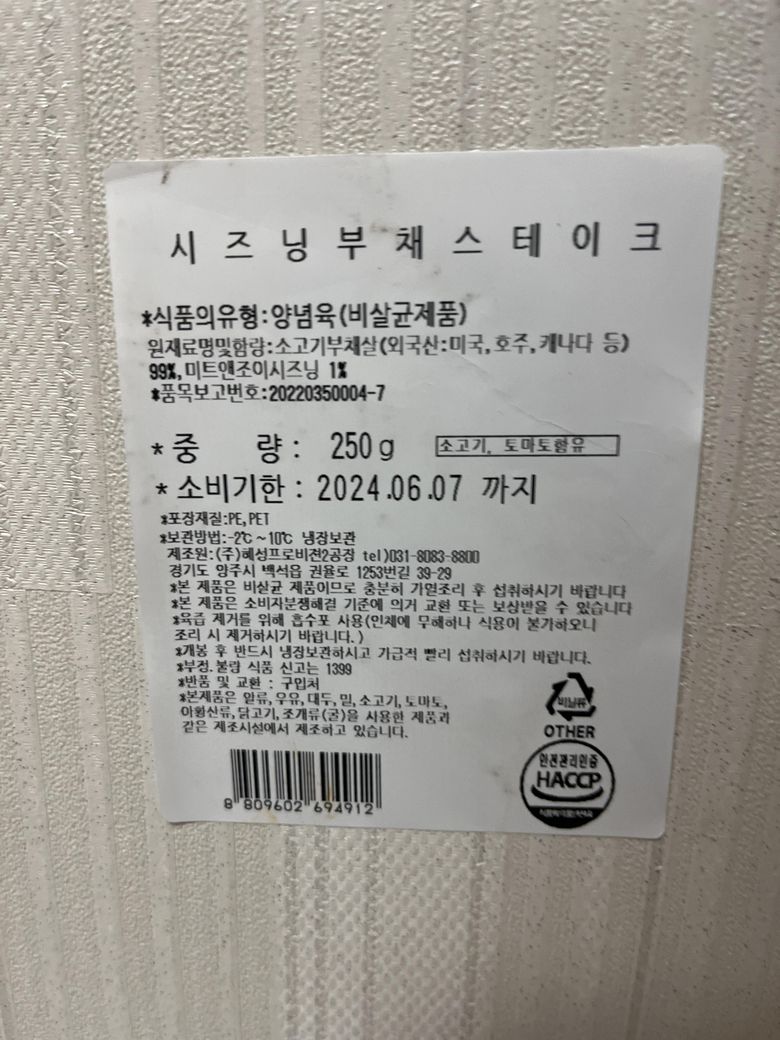 시즈닝부채스테이크
*식품의유형:양념육(비살균제품)
원재료명및함량:소고기부채살(외국산:미국,호주,캐나다 등)
99%,미트앤조이시즈닝 1%
*품목보고번호:20220350004-7
*중 량: 250g 소고기, 토마토함유
*소비기한: 2024.06.07 까지
*포장재질:PE,PET
*보관방법:-2℃~10℃ 냉장보관
제조원:(주)혜성프로비젼2공장 tel)031-8083-8800
경기도 양주시 백석읍 권율로 1253번길 39-29
*본 제품은 비살균 제품이므로 충분히 가열조리 후 섭취하시기 바랍니다
*본 제품은 소비자분쟁해결 기준에 의거 교환 또는 보상받을 수 있습니다
*육즙 제거를 위해 흡수포 사용(인체에 무해하나 식용이 불가하오니
조리 시 제거하시기 바랍니다.)
*개봉 후 반드시 냉장보관하시고 가급적 빨리 섭취하시기 바랍니다.
*부정.불량 식품 신고는 1399
*반품 및 교환 : 구입처
*본제품은 알류,우유,대두,밀,소고기,토마토,
아황산류,닭고기,조개류(굴)을 사용한 제품과
같은 제조시설에서 제조하고 있습니다.
비닐류
OTHER
안전관리인증
HACCP
8 809602 694912